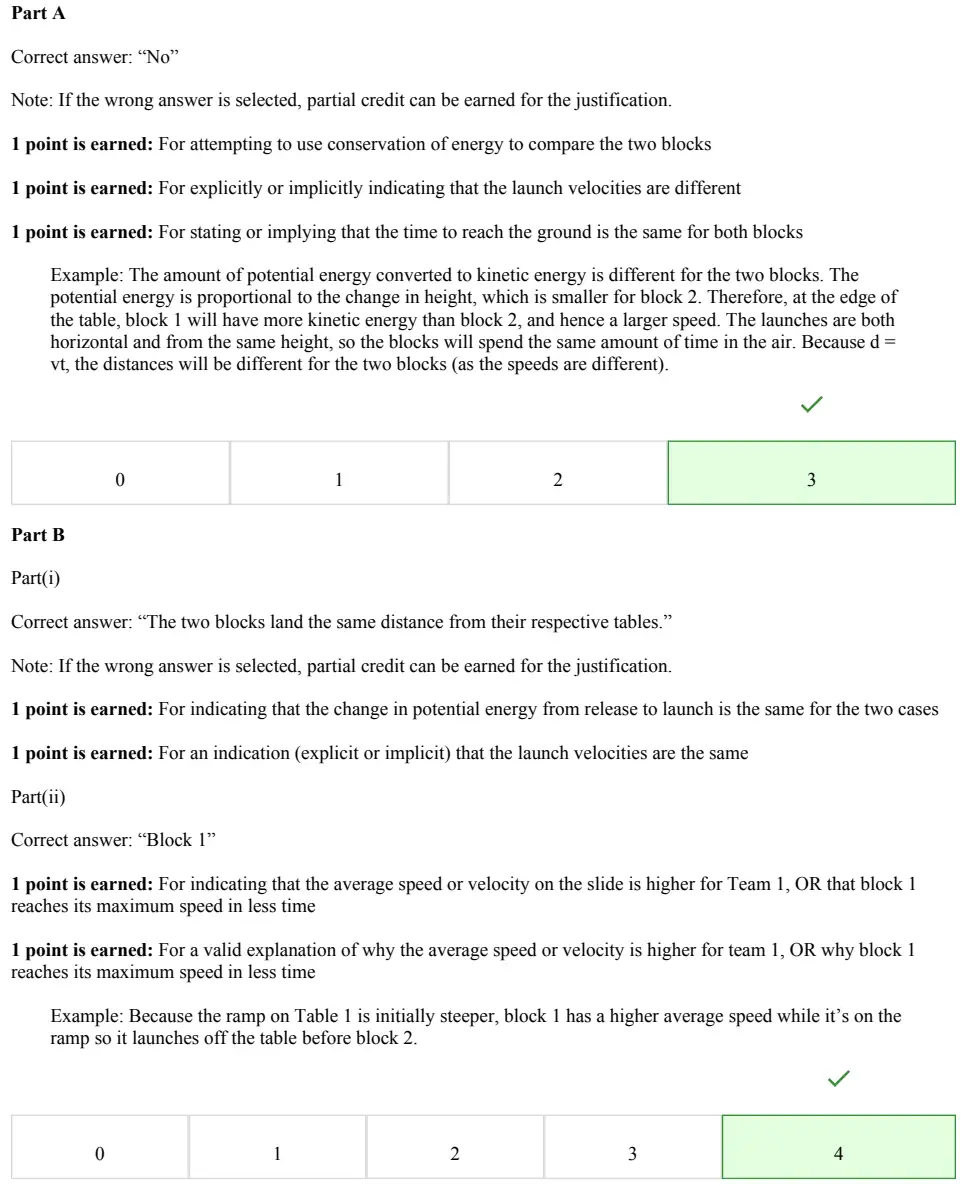 Part A
Correct answer: “No”
Note: If the wrong answer is selected, partial credit can be earned for the justification.
1 point is earned: For attempting to use conservation of energy to compare the two blocks
1 point is earned: For explicitly or implicitly indicating that the launch velocities are different
1 point is earned: For stating or implying that the time to reach the ground is the same for both blocks
Example: The amount of potential energy converted to kinetic energy is different for the two blocks. The
potential energy is proportional to the change in height, which is smaller for block 2. Therefore, at the edge of
the table, block 1 will have more kinetic energy than block 2, and hence a larger speed. The launches are both
horizontal and from the same height, so the blocks will spend the same amount of time in the air. Because d =
vt, the distances will be different for the two blocks (as the speeds are different).
0 1 2 3
Part B
Part(i)
Correct answer: “The two blocks land the same distance from their respective tables.”
Note: If the wrong answer is selected, partial credit can be earned for the justification.
1 point is earned: For indicating that the change in potential energy from release to launch is the same for the two cases
1 point is earned: For an indication (explicit or implicit) that the launch velocities are the same
Part(ii)
Correct answer: “Block 1”
1 point is earned: For indicating that the average speed or velocity on the slide is higher for Team 1, OR that block 1
reaches its maximum speed in less time
1 point is earned: For a valid explanation of why the average speed or velocity is higher for team 1, OR why block 1
reaches its maximum speed in less time
Example: Because the ramp on Table 1 is initially steeper, block 1 has a higher average speed while it’s on the
ramp so it launches off the table before block 2.
0 1 2 3 4